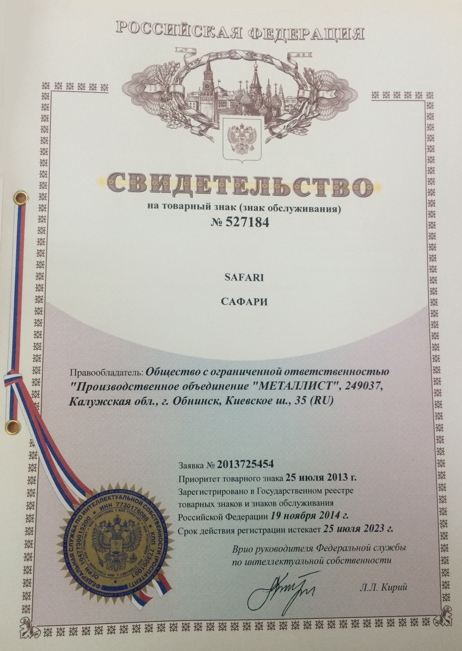 РОССИЙСКАЯ ФЕДЕРАЦИЯ
СВИДЕТЕЛЬСТВО
на товарный знак (знак обслуживания)
№ 527184
SAFARI
САФАРИ
Правообладатель: Общество с ограниченной ответственностью
"Производственное объединение "МЕТАЛЛИСТ", 249037,
Калужская обл., г. Обнинск, Киевское ш., 35 (RU)
Заявка № 2013725454
Приоритет товарного знака 25 июля 2013 г.
Зарегистрировано в Государственном реестре
товарных знаков и знаков обслуживания
Российской Федерации 19 ноября 2014 г.
Срок действия регистрации истекает 25 июля 2023 г.
Врио руководителя Федеральной службы
по интеллектуальной собственности
Л.Л. Кирий